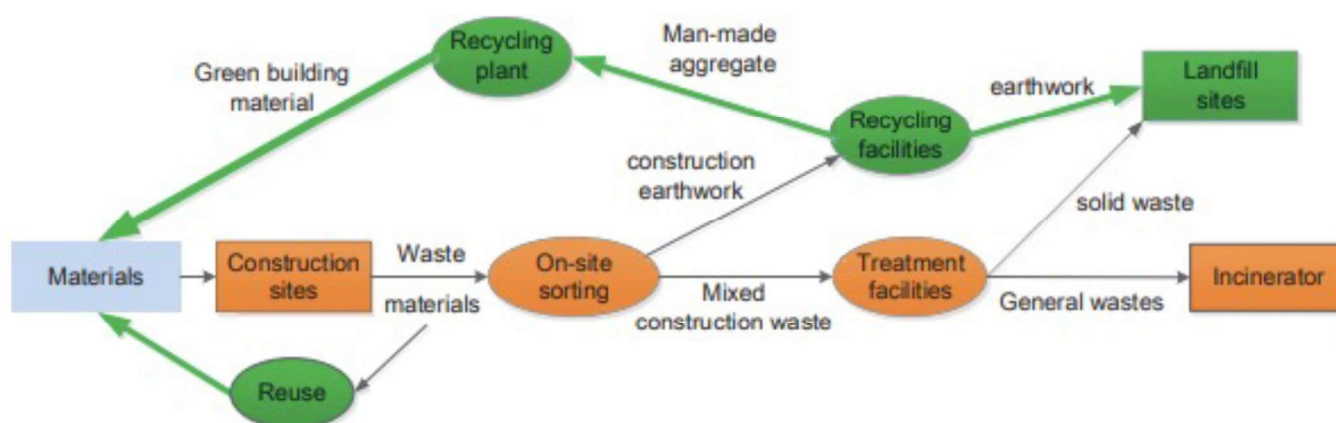 Recycling
plant
Man-made
aggregate
Green building
material
earthwork
Landfill
sites
Recycling
facilities
construction
earthwork
solid waste
Materials
Construction
sites
Waste
materials
On-site
sorting
Mixed
construction waste
Treatment
facilities
General wastes
Incinerator
Reuse